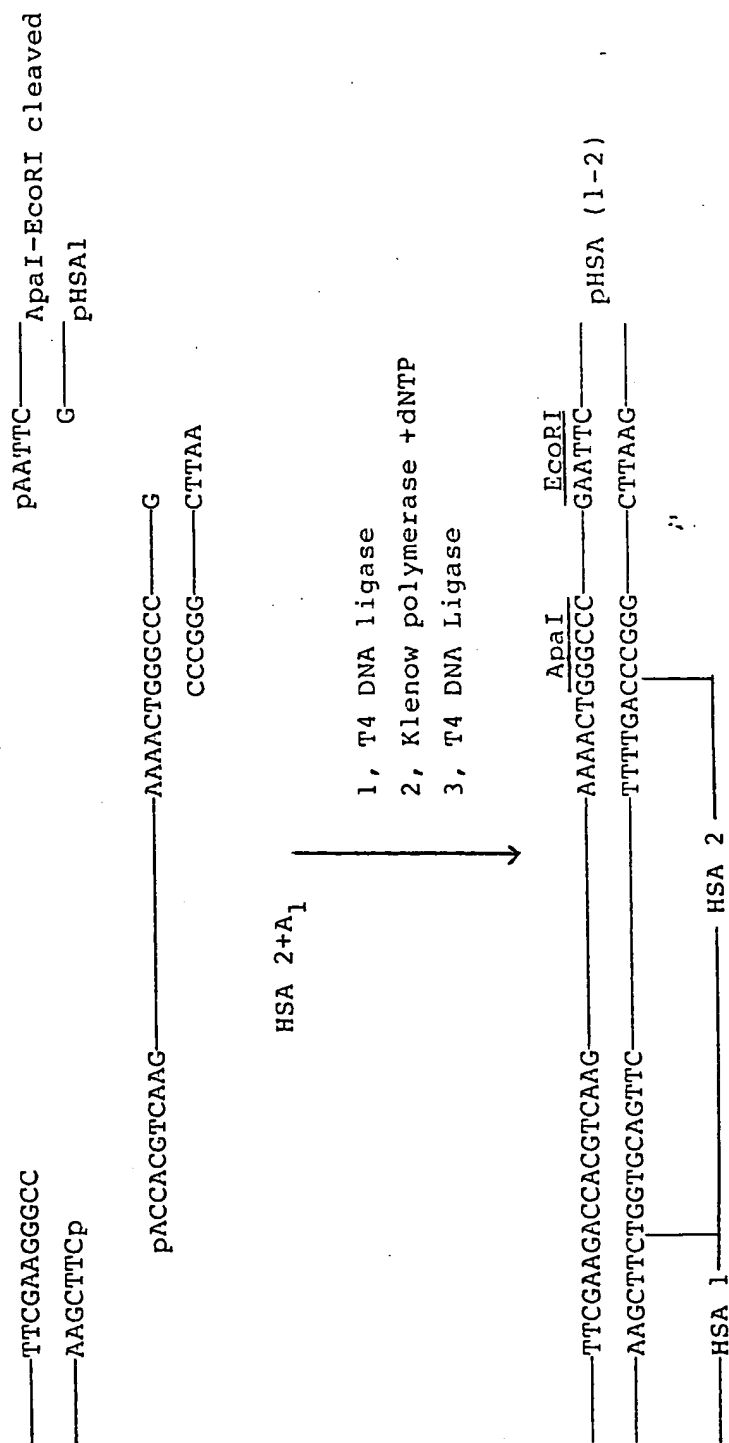 TTCGAAGGGCC pAATTC
ApaI-EcoRI cleaved
AAGCTTCp G pHSA1
pACCACGTCAAG AAAACTGGGCCC G
CCCGGG CTTAA
HSA 2+A1
1, T4 DNA ligase
2, Klenow polymerase +dNTP
3, T4 DNA Ligase
ApaI EcoRI
TTCGAAGACCACGTCAAG AAAACTGGGCCC GAATTC
pHSA (1-2)
AAGCTTCTGGTGCAGTTC TTTTGACCCGGG CTTAAG
HSA 1 HSA 2